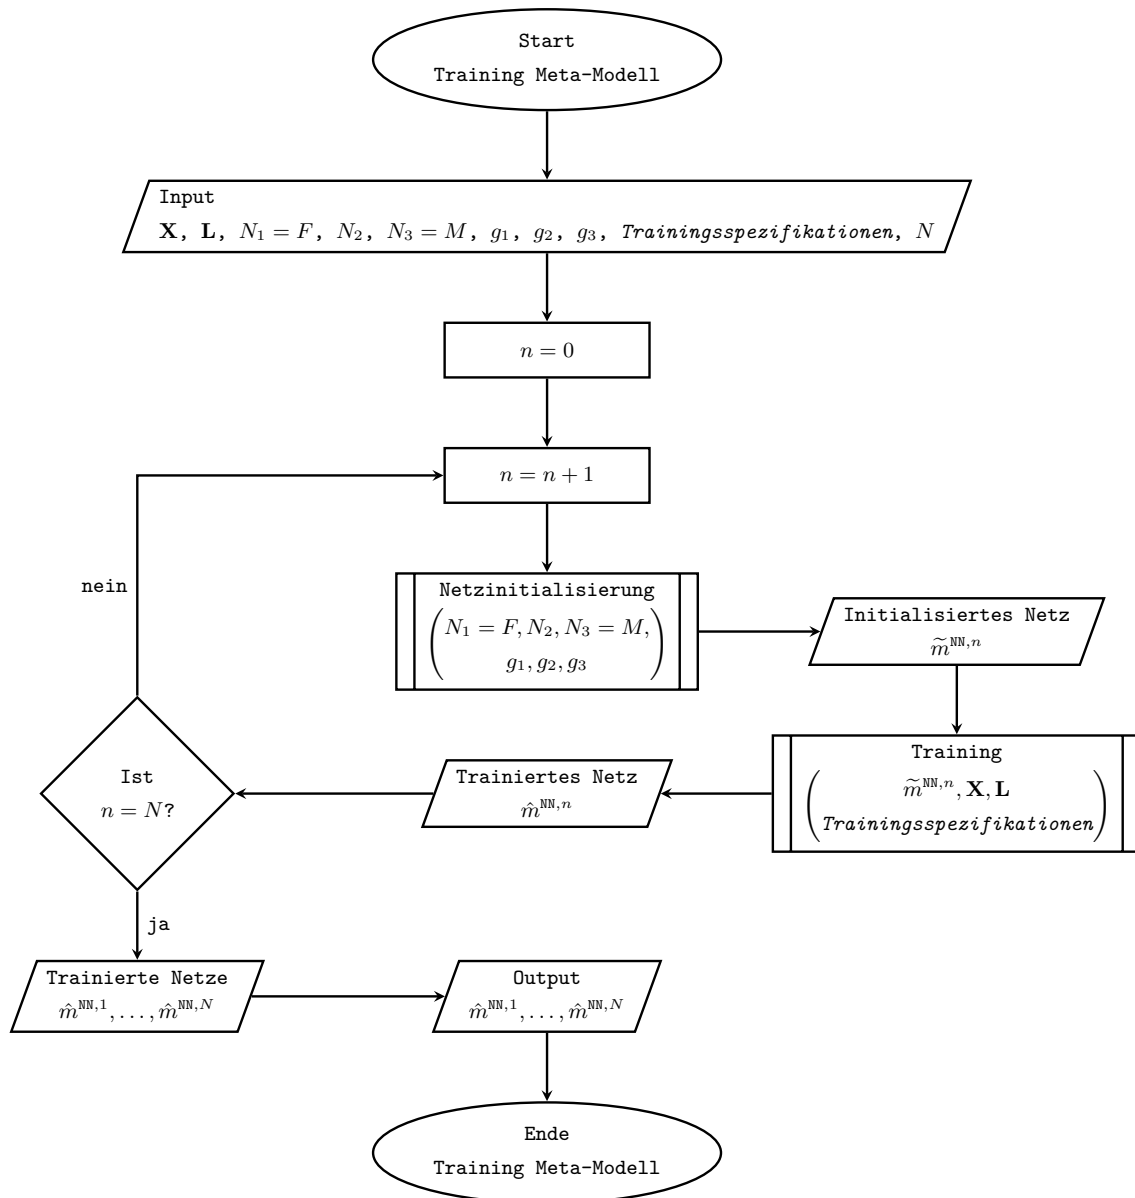 Start
Training Meta-Modell
Input
X, L, N₁ = F, N₂, N₃ = M, g₁, g₂, g₃, Trainingsspezifikationen, N
n = 0
n = n + 1
nein
Netzinitialisierung
(N₁ = F, N₂, N₃ = M,
g₁, g₂, g₃)
Initialisiertes Netz
m̃^{NN,n}
Training
(m̃^{NN,n}, X, L
Trainingsspezifikationen)
Trainiertes Netz
m̂^{NN,n}
Ist
n = N?
ja
Trainierte Netze
m̂^{NN,1}, ..., m̂^{NN,N}
Output
m̂^{NN,1}, ..., m̂^{NN,N}
Ende
Training Meta-Modell